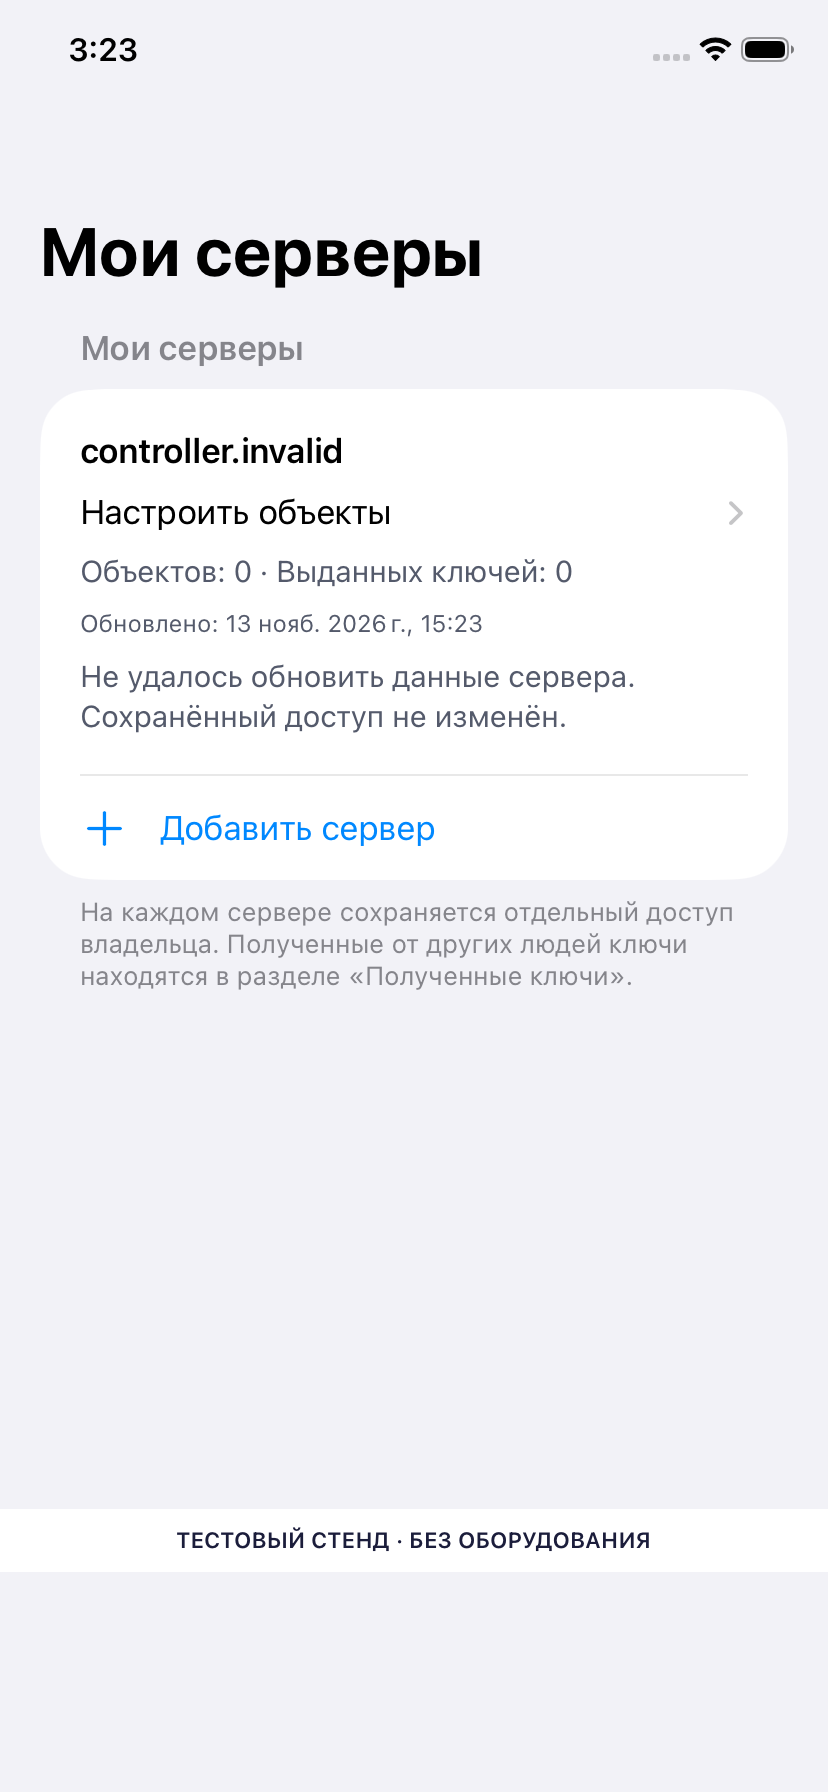 3:23
Мои серверы
Мои серверы
controller.invalid
Настроить объекты
Объектов: 0 · Выданных ключей: 0
Обновлено: 13 нояб. 2026 г., 15:23
Не удалось обновить данные сервера.
Сохранённый доступ не изменён.
Добавить сервер
На каждом сервере сохраняется отдельный доступ
владельца. Полученные от других людей ключи
находятся в разделе «Полученные ключи».
ТЕСТОВЫЙ СТЕНД · БЕЗ ОБОРУДОВАНИЯ